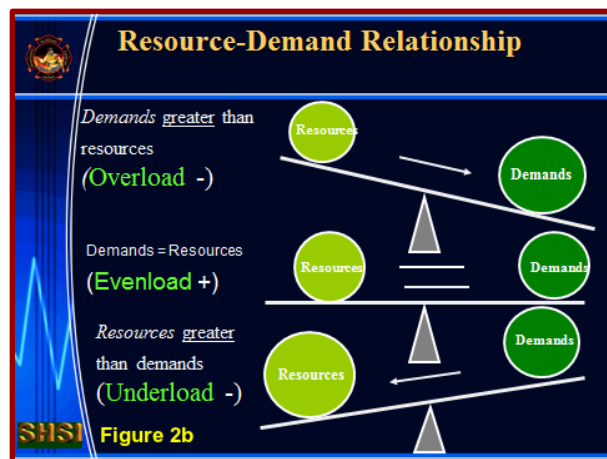 Resource-Demand Relationship
Demands greater than
resources
(Overload -)
Resources
Demands
Demands = Resources
(Evenload +)
Resources
Demands
Resources greater
than demands
(Underload -)
Resources
Demands
SHSI
Figure 2b